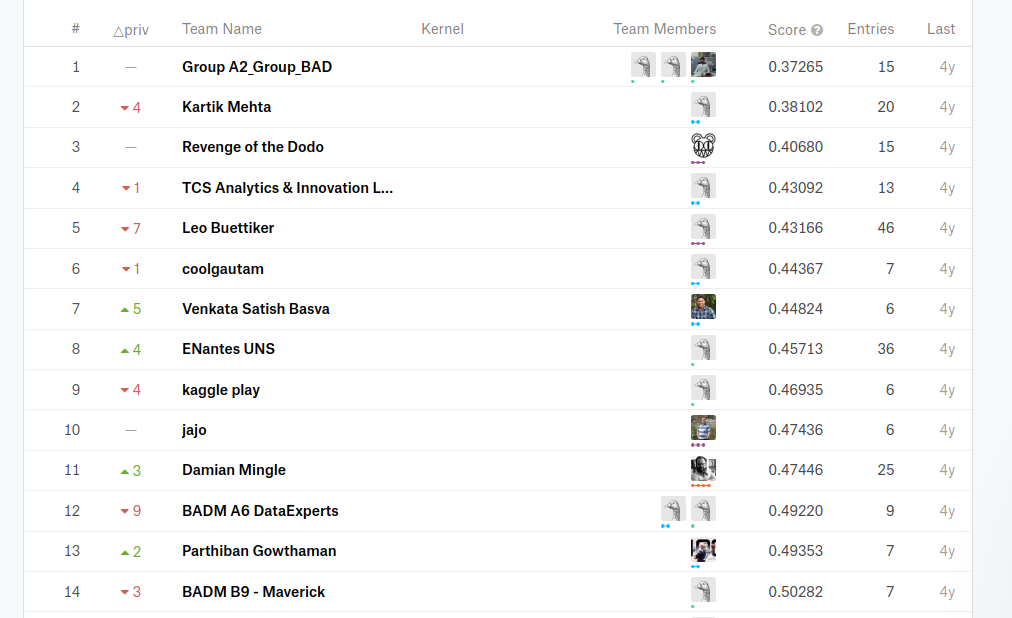 # △priv Team Name Kernel Team Members Score ? Entries Last
1 — Group A2_Group_BAD 0.37265 15 4y
2 ▾ 4 Kartik Mehta 0.38102 20 4y
3 — Revenge of the Dodo 0.40680 15 4y
4 ▾ 1 TCS Analytics & Innovation L... 0.43092 13 4y
5 ▾ 7 Leo Buettiker 0.43166 46 4y
6 ▾ 1 coolgautam 0.44367 7 4y
7 ▴ 5 Venkata Satish Basva 0.44824 6 4y
8 ▴ 4 ENantes UNS 0.45713 36 4y
9 ▾ 4 kaggle play 0.46935 6 4y
10 — jajo 0.47436 6 4y
11 ▴ 3 Damian Mingle 0.47446 25 4y
12 ▾ 9 BADM A6 DataExperts 0.49220 9 4y
13 ▴ 2 Parthiban Gowthaman 0.49353 7 4y
14 ▾ 3 BADM B9 - Maverick 0.50282 7 4y